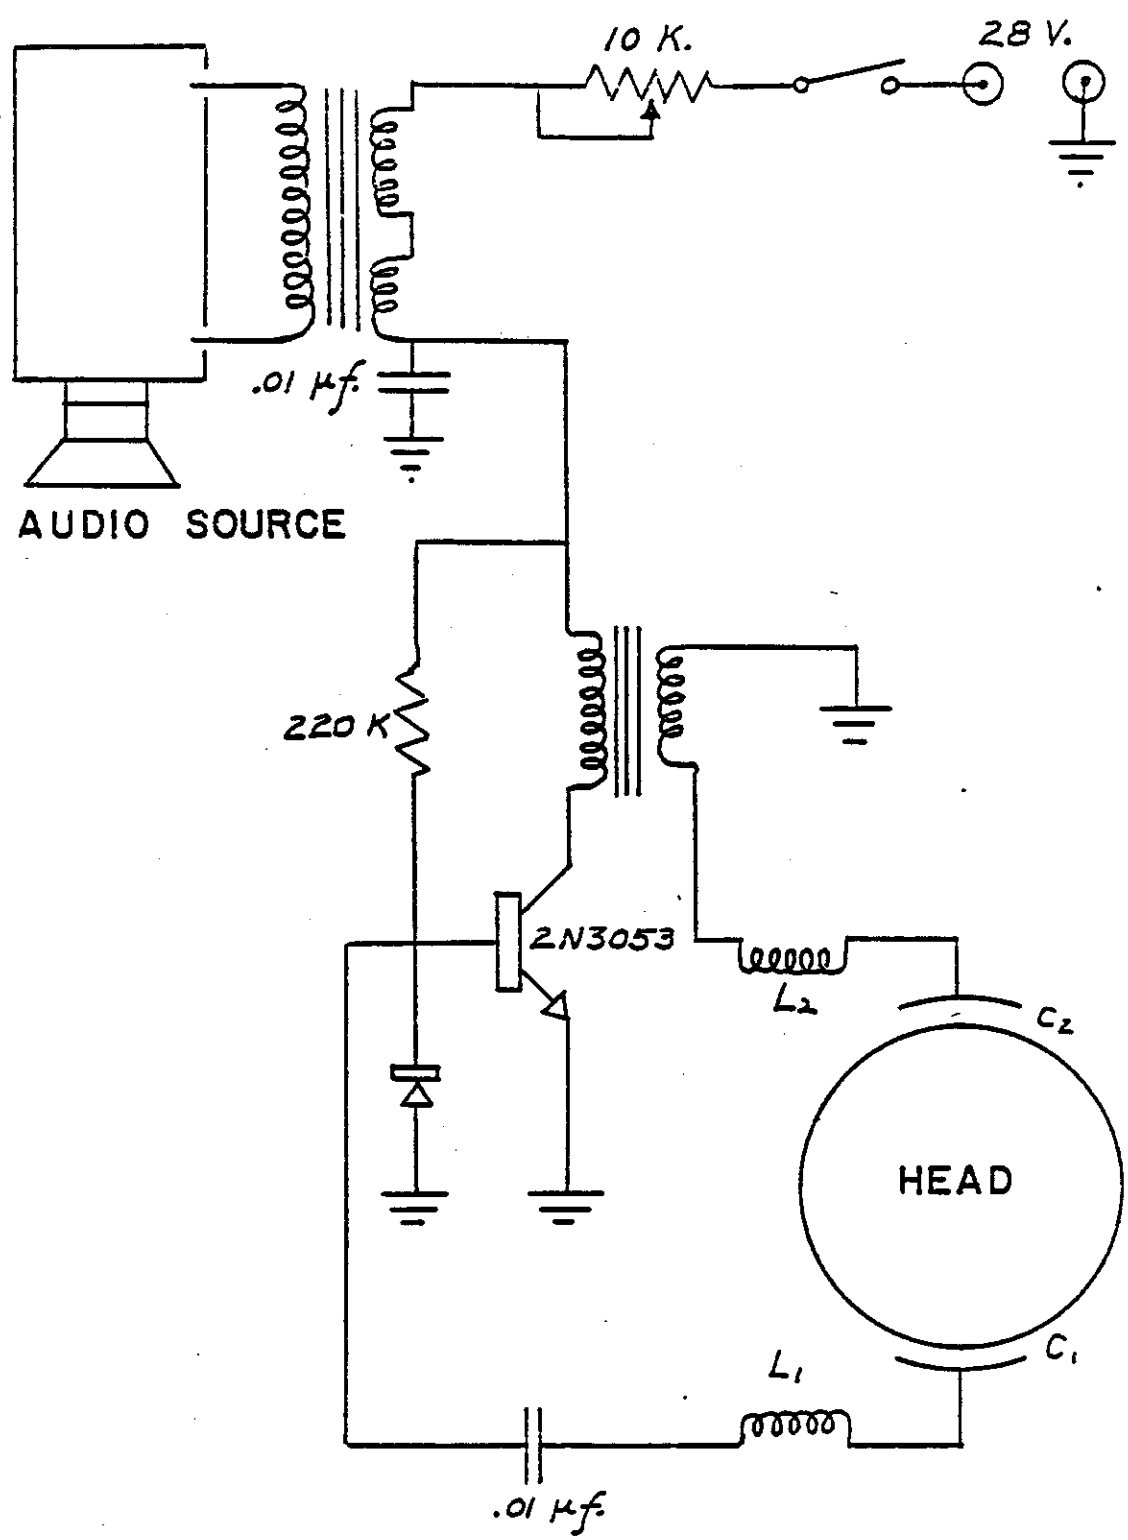 10 K.
28 V.
.01 µf.
AUDIO SOURCE
220 K
2N3053
L2
C2
HEAD
C1
L1
.01 µf.